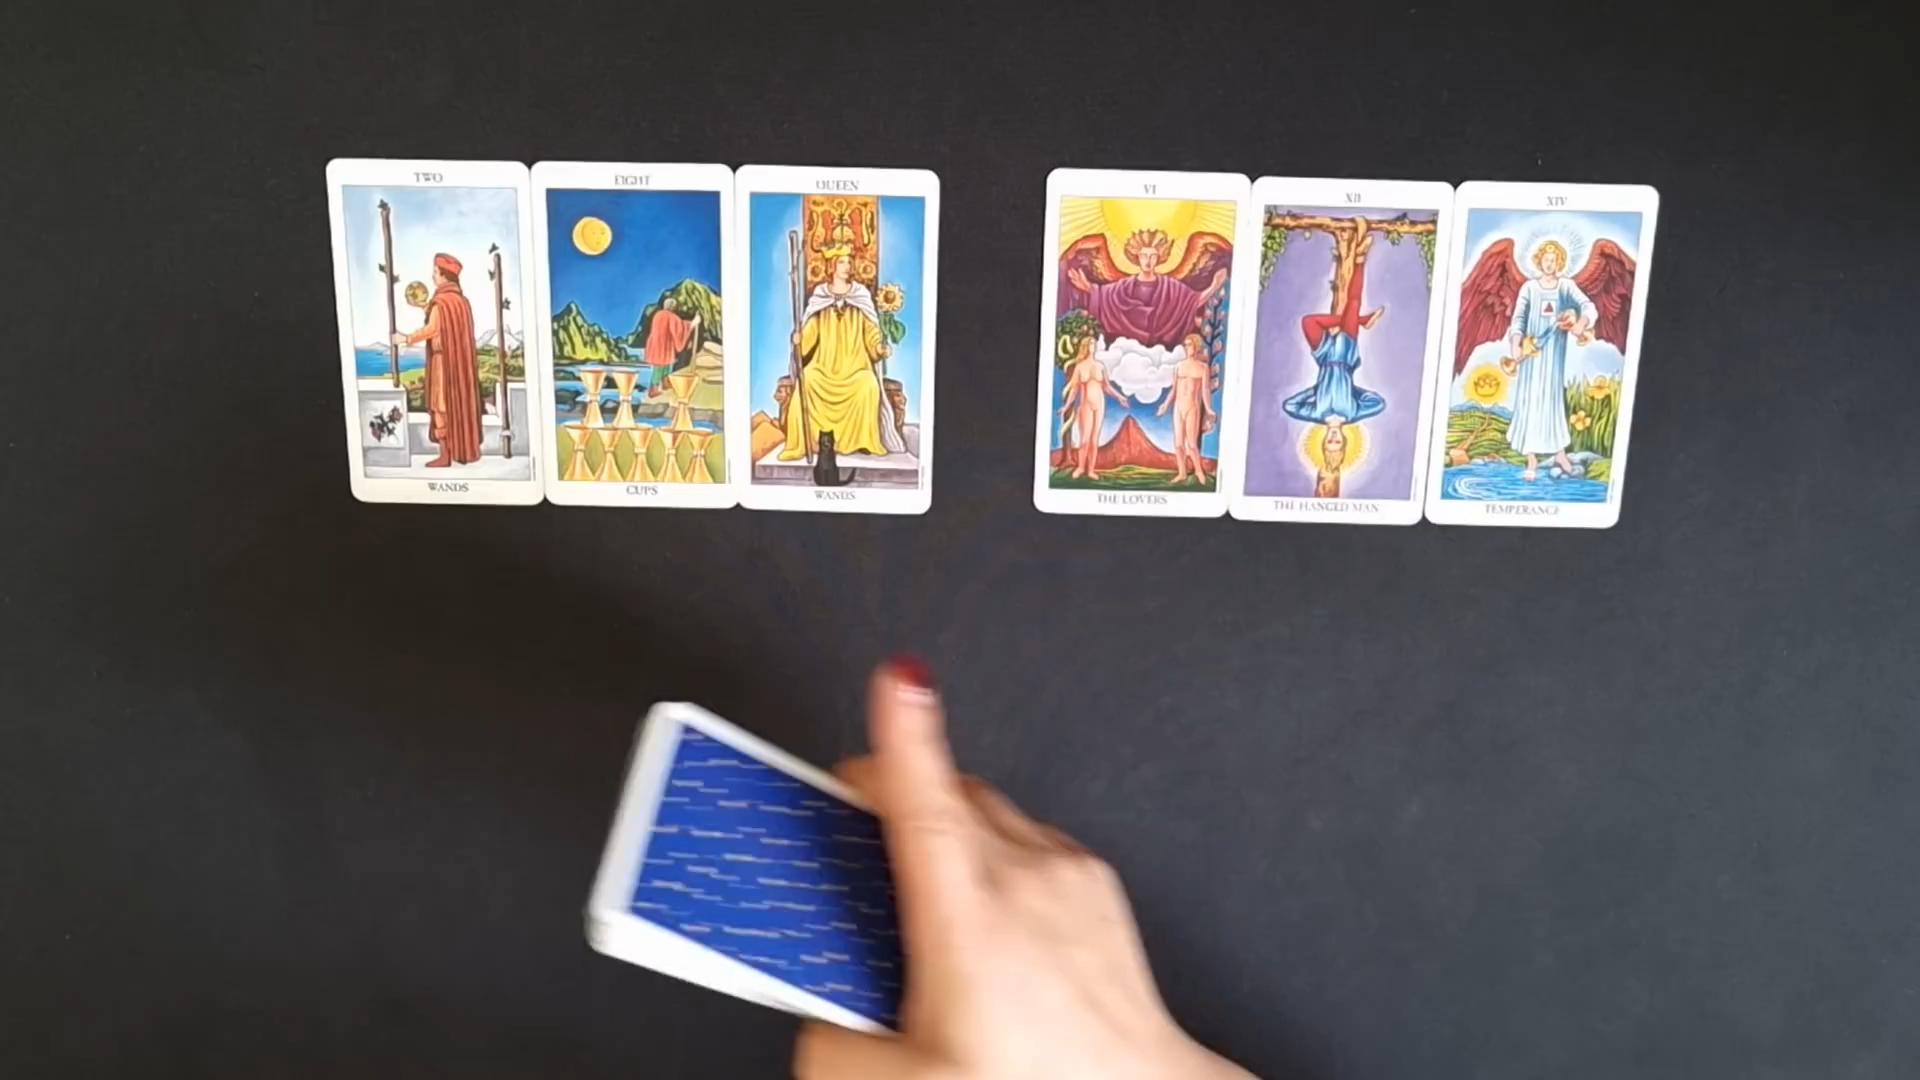 TWO
WANDS
EIGHT
CUPS
QUEEN
WANDS
VI
THE LOVERS
XII
THE HANGED MAN
XIV
TEMPERANCE